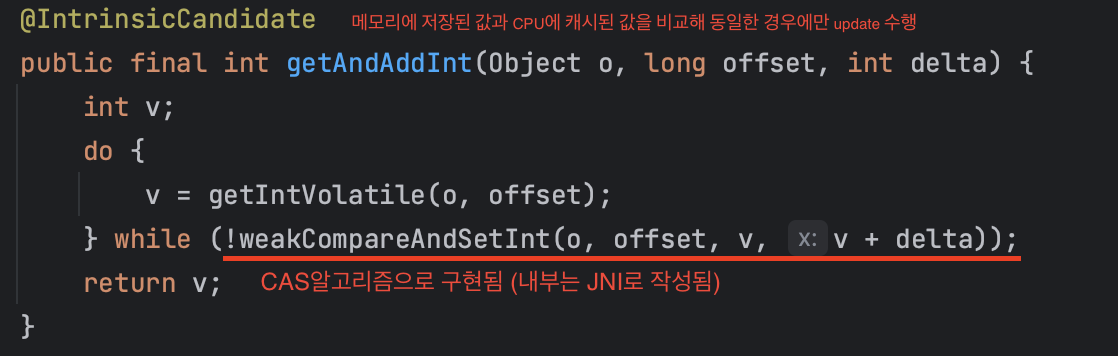 @IntrinsicCandidate 메모리에 저장된 값과 CPU에 캐시된 값을 비교해 동일한 경우에만 update 수행
public final int getAndAddInt(Object o, long offset, int delta) {
    int v;
    do {
        v = getIntVolatile(o, offset);
    } while (!weakCompareAndSetInt(o, offset, v, x: v + delta));
    return v; CAS알고리즘으로 구현됨 (내부는 JNI로 작성됨)
}